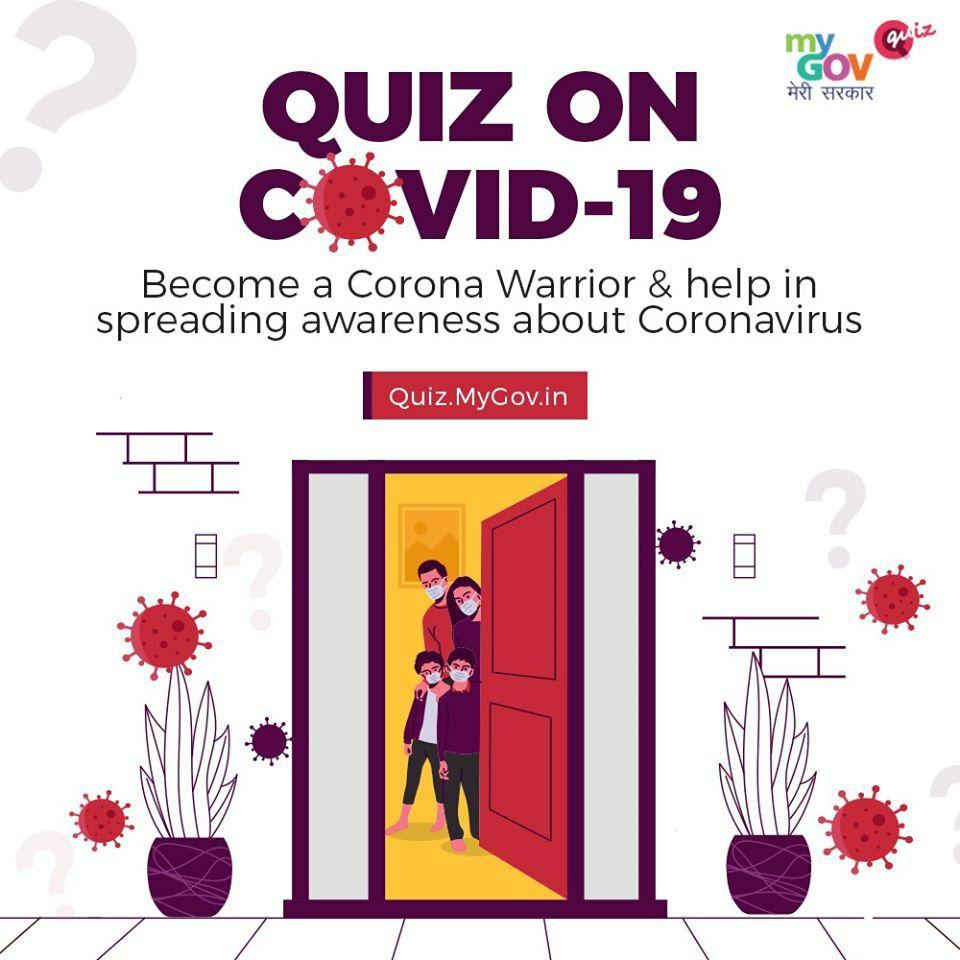 my
GOV
मेरी सरकार
quiz
QUIZ ON
COVID-19
Become a Corona Warrior & help in
spreading awareness about Coronavirus
Quiz.MyGov.in